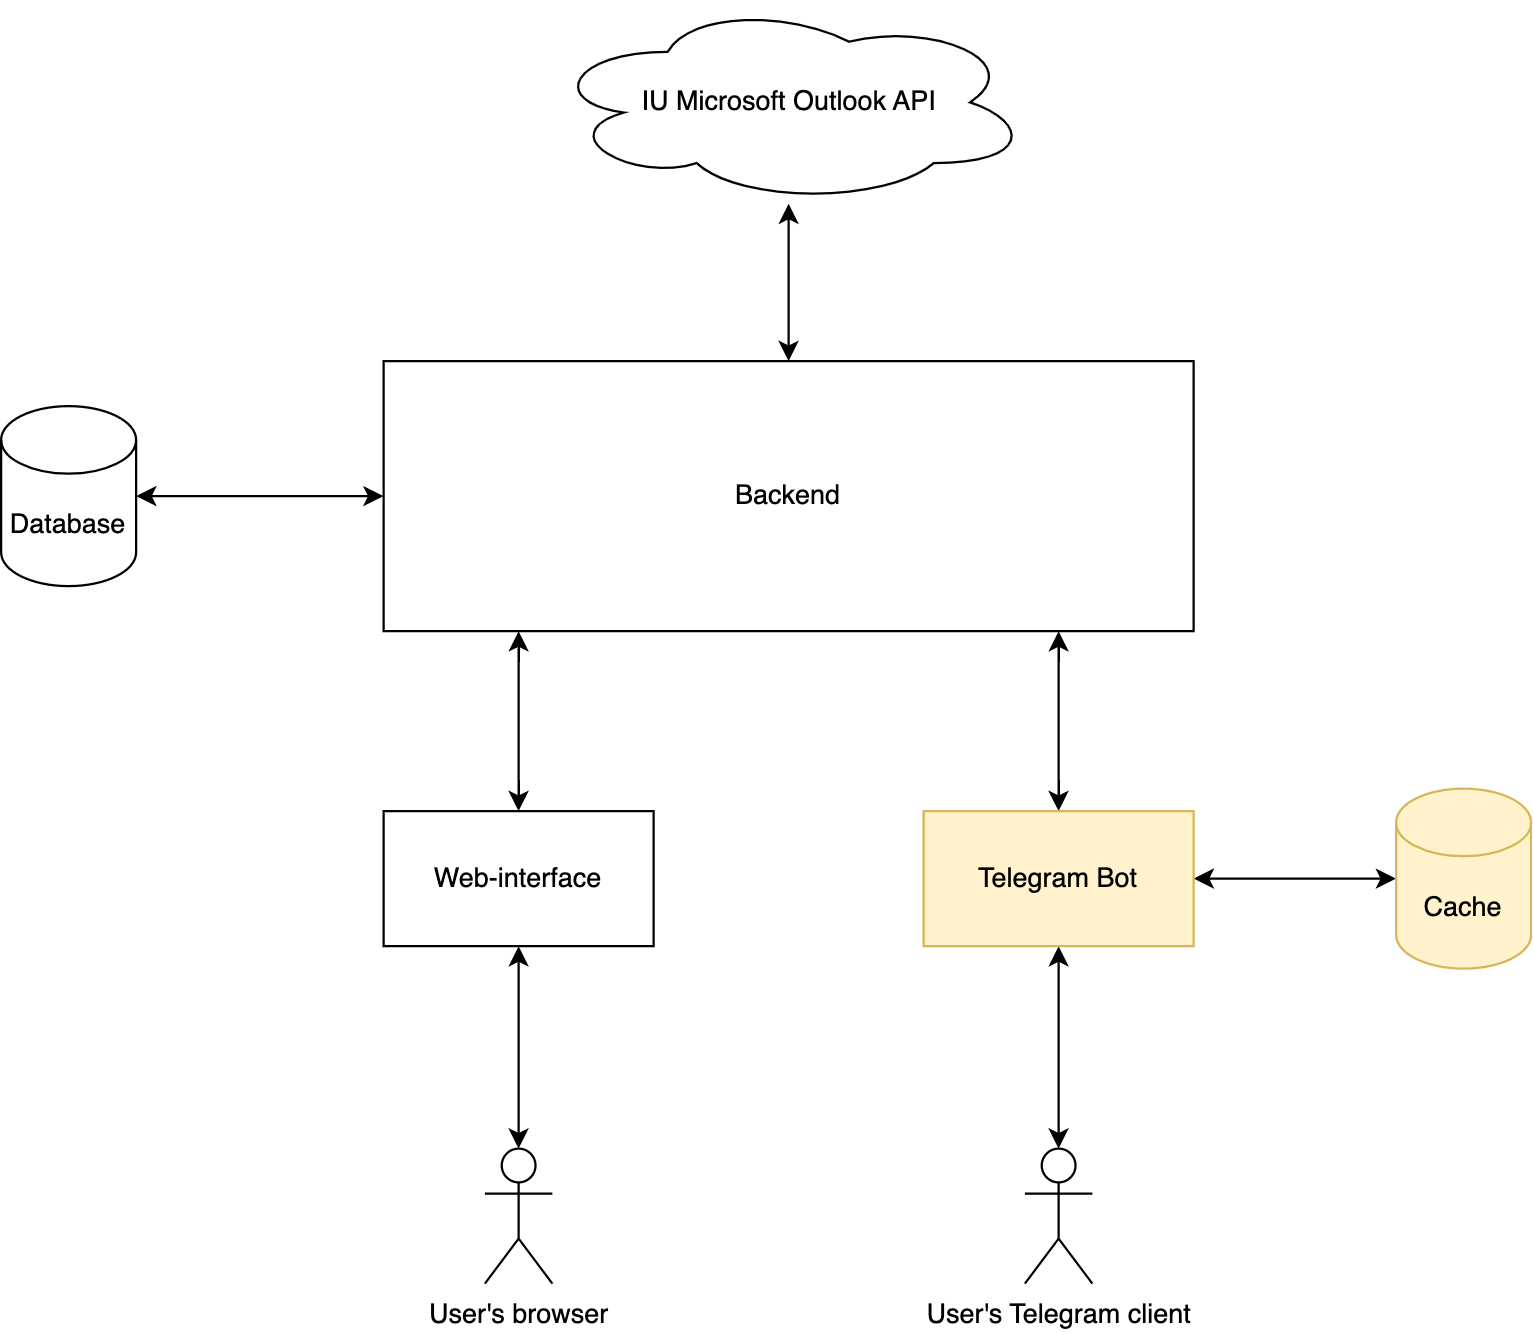 IU Microsoft Outlook API
Backend
Database
Web-interface
Telegram Bot
Cache
User's browser
User's Telegram client